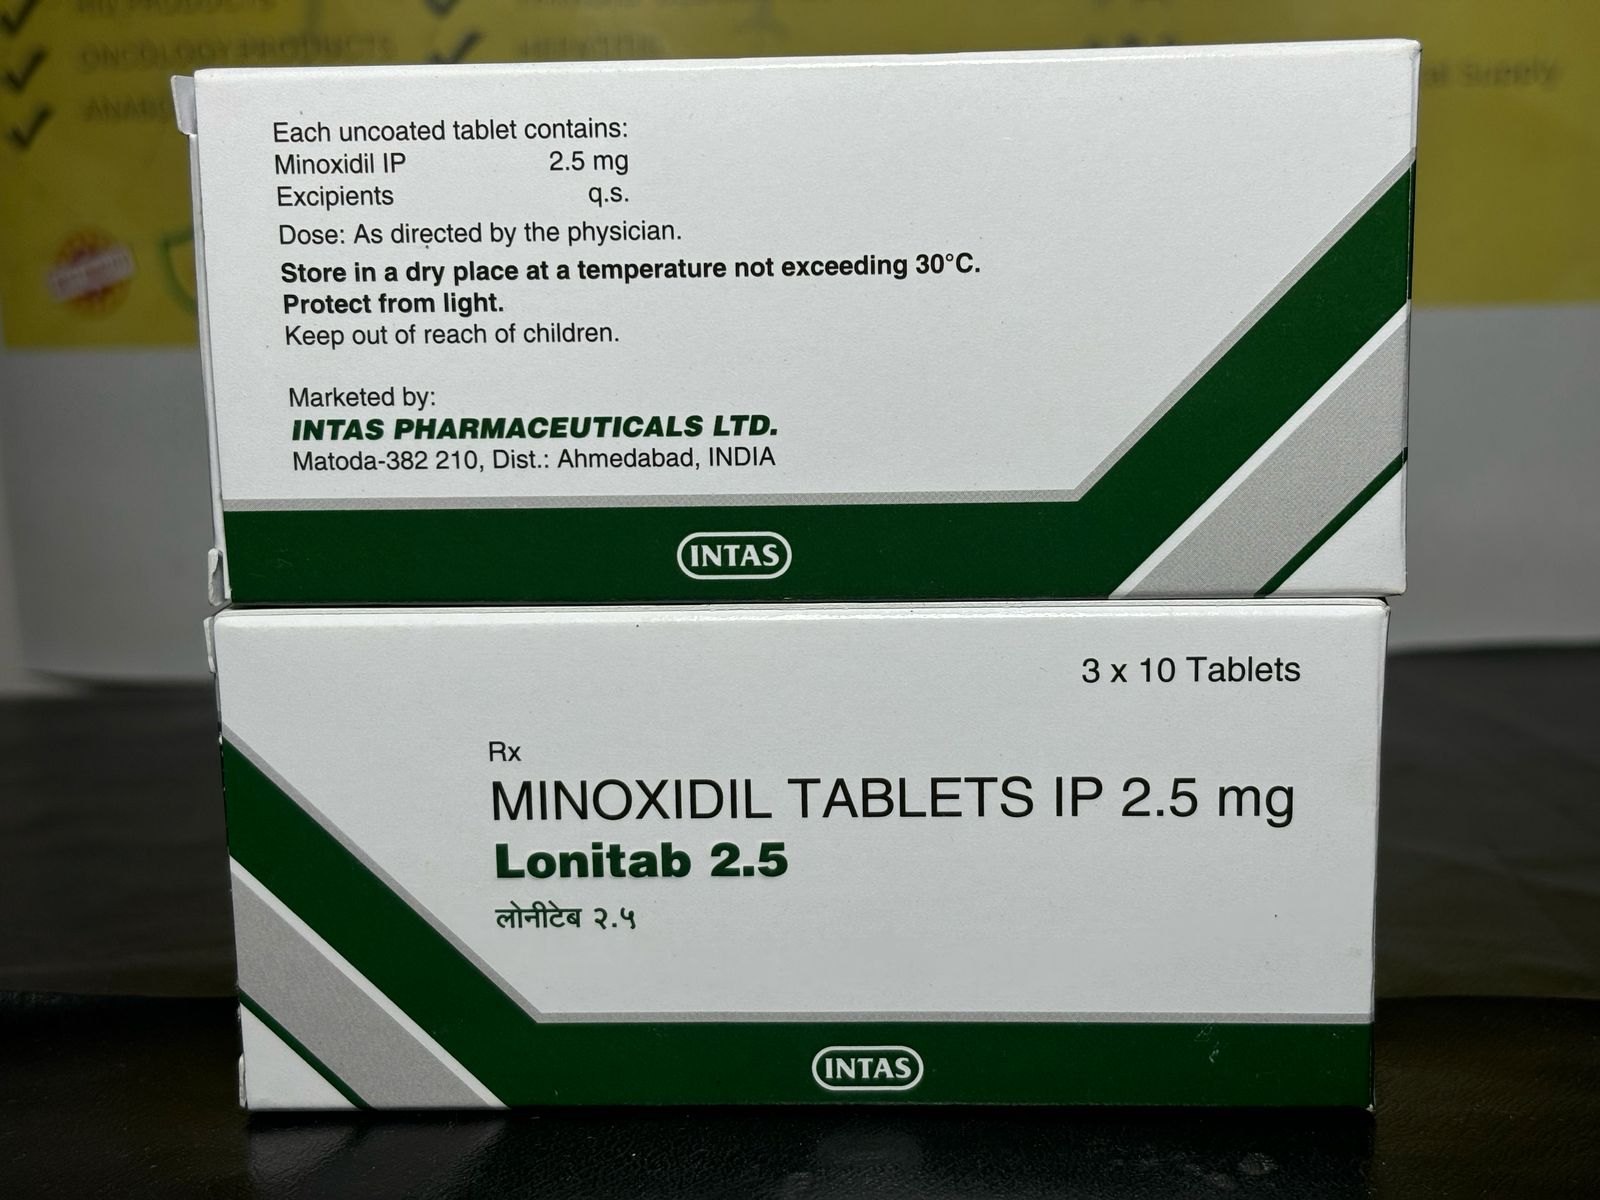 ONCOLOGY PRODUCTS
Each uncoated tablet contains:
Minoxidil IP 2.5 mg
Excipients q.s.
Dose: As directed by the physician.
Store in a dry place at a temperature not exceeding 30°C.
Protect from light.
Keep out of reach of children.
Marketed by:
INTAS PHARMACEUTICALS LTD.
Matoda-382 210, Dist.: Ahmedabad, INDIA
INTAS
3 x 10 Tablets
Rx
MINOXIDIL TABLETS IP 2.5 mg
Lonitab 2.5
लोनीटेब २.५
INTAS